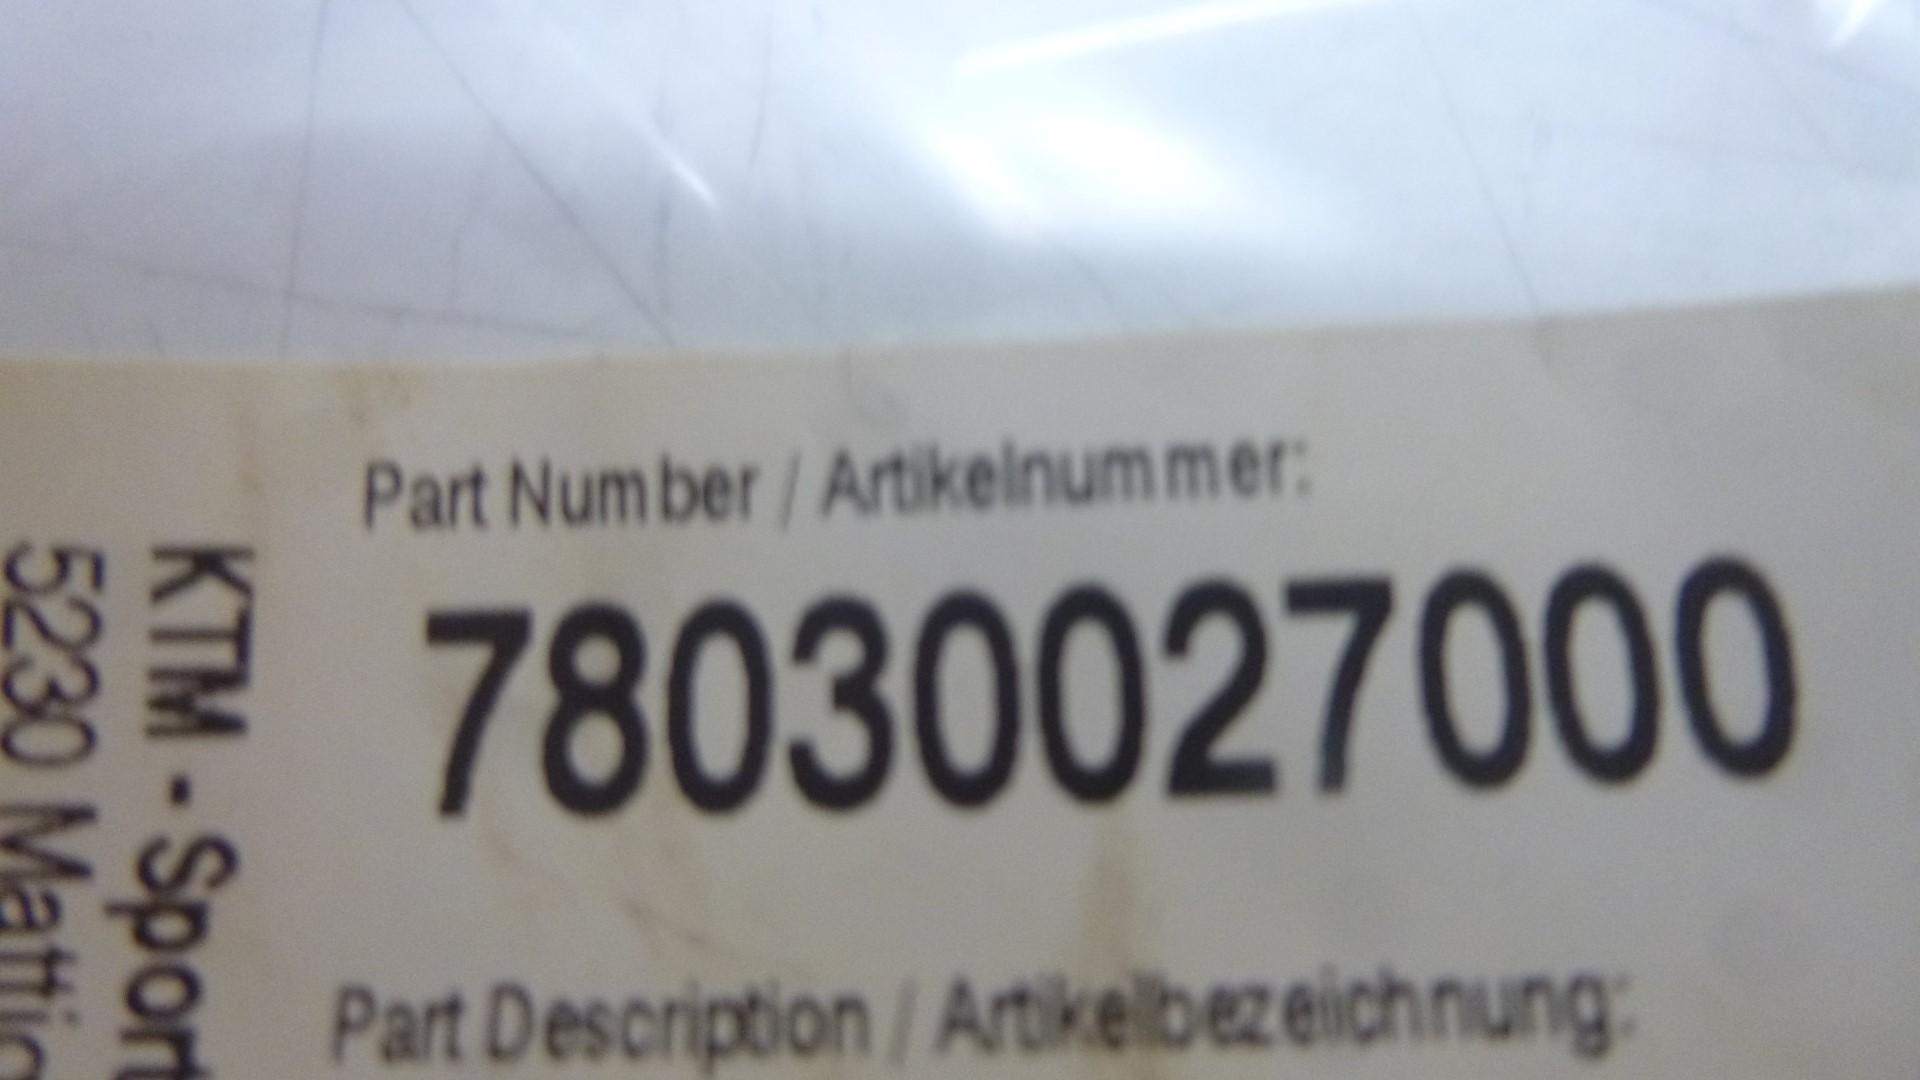 Part Number / Artikelnummer:
78030027000
Part Description / Artikelbezeichnung:
KTM - Sport
5230 Mattig